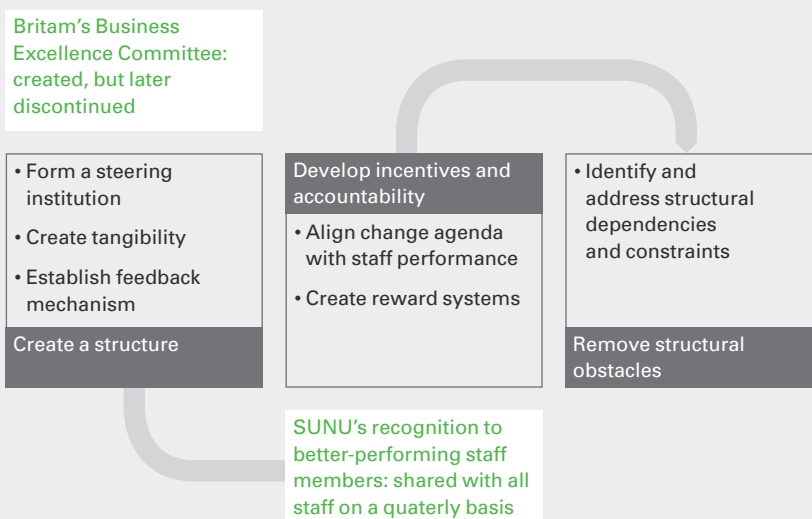 Britam’s Business
Excellence Committee:
created, but later
discontinued
• Form a steering
institution
• Create tangibility
• Establish feedback
mechanism
Create a structure
Develop incentives and
accountability
• Align change agenda
with staff performance
• Create reward systems
SUNU’s recognition to
better-performing staff
members: shared with all
staff on a quaterly basis
• Identify and
address structural
dependencies
and constraints
Remove structural
obstacles